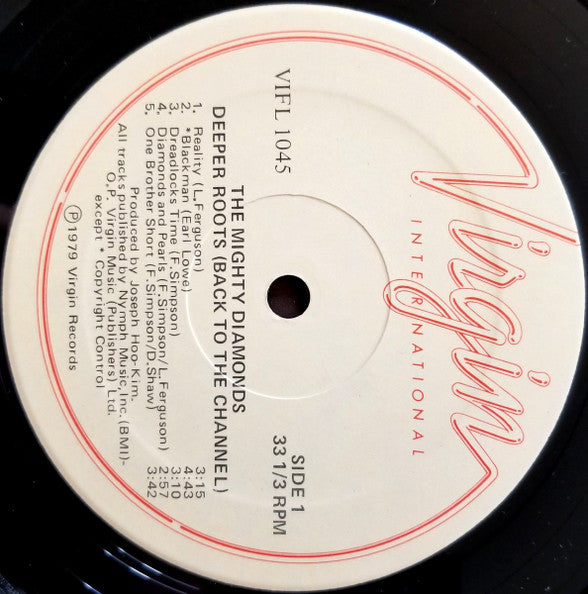 Virgin
INTERNATIONAL
VIFL 1045
SIDE 1
33 1/3 RPM
THE MIGHTY DIAMONDS
DEEPER ROOTS (BACK TO THE CHANNEL)
1. Reality (L.Ferguson) 3:15
2. *Blackman (Earl Lowe) 4:43
3. Dreadlocks Time (F.Simpson) 3:10
4. Diamonds and Pearls (F.Simpson/L.Ferguson) 2:57
5. One Brother Short (F.Simpson/D.Shaw) 3:42
Produced by Joseph Hoo-Kim.
All tracks published by Nymph Music,Inc.(BMI)-
O,P. Virgin Music (Publishers) Ltd.
except * Copyright Control
Ⓟ1979 Virgin Records